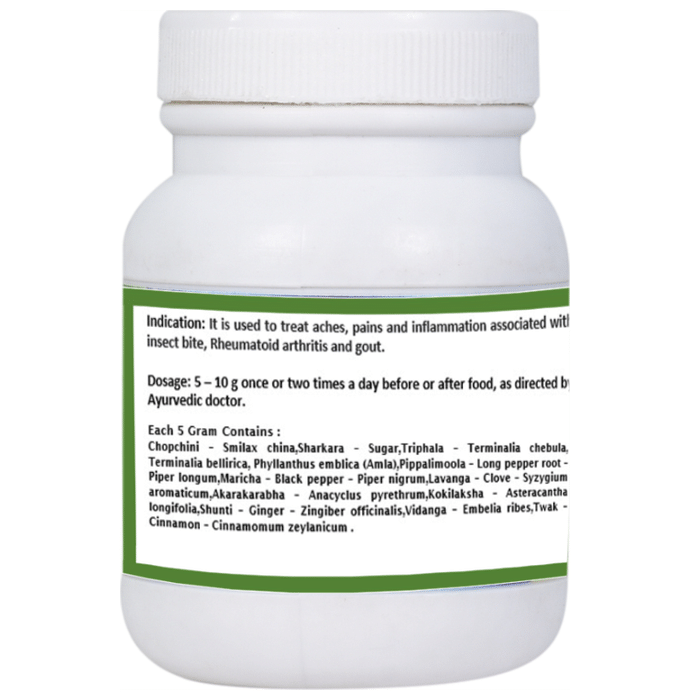 Indication: It is used to treat aches, pains and inflammation associated with
insect bite, Rheumatoid arthritis and gout.
Dosage: 5 – 10 g once or two times a day before or after food, as directed by
Ayurvedic doctor.
Each 5 Gram Contains :
Chopchini - Smilax china,Sharkara - Sugar,Triphala - Terminalia chebula,
Terminalia bellirica, Phyllanthus emblica (Amla),Pippalimoola - Long pepper root -
Piper longum,Maricha - Black pepper - Piper nigrum,Lavanga - Clove - Syzygium
aromaticum,Akarakarabha - Anacyclus pyrethrum,Kokilaksha - Asteracantha
longifolia,Shunti - Ginger - Zingiber officinalis,Vidanga - Embelia ribes,Twak -
Cinnamon - Cinnamomum zeylanicum .